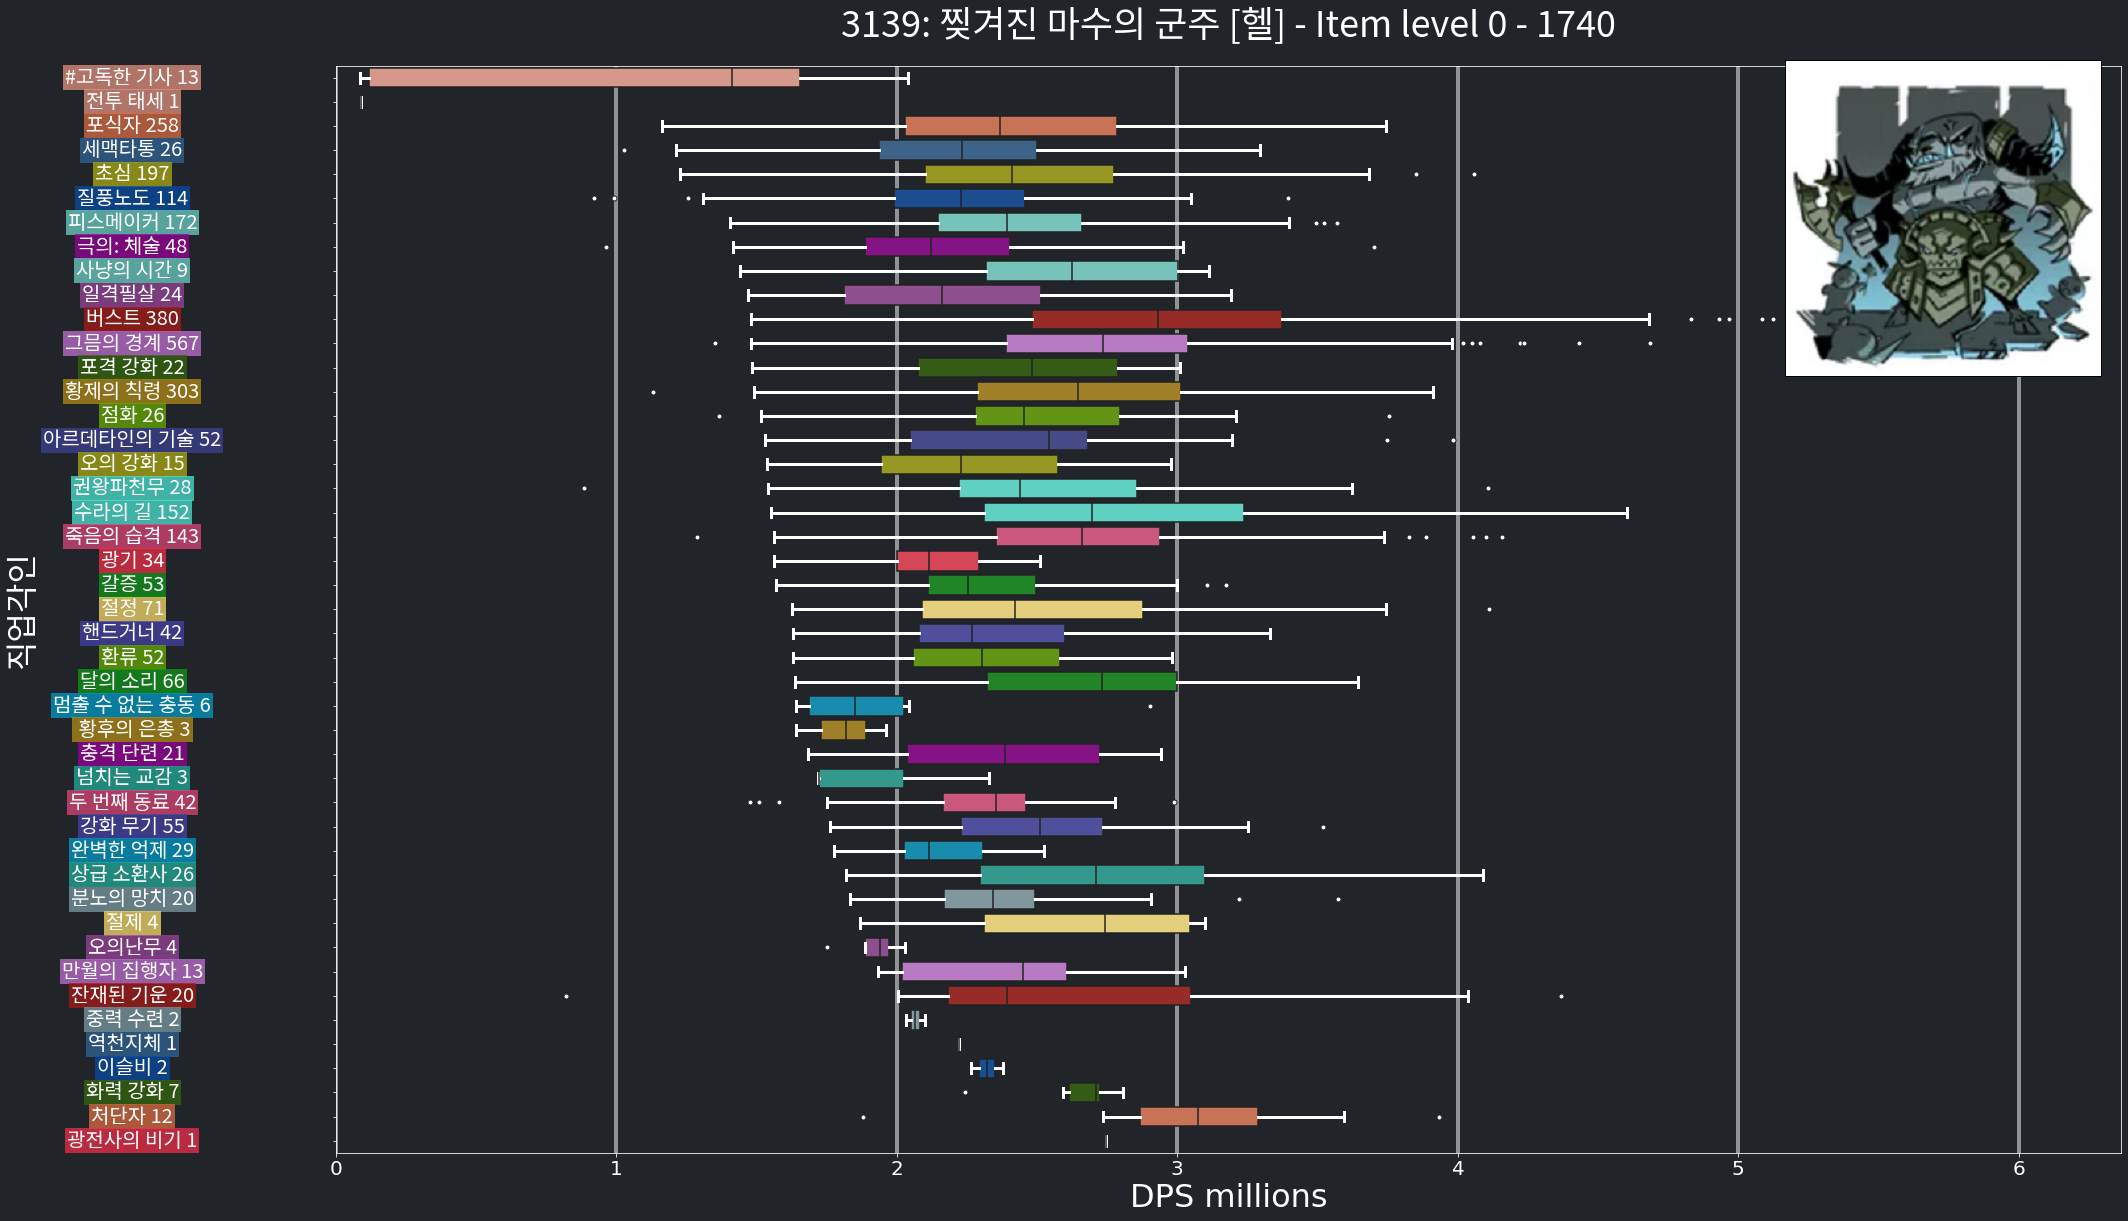 3139: 찢겨진 마수의 군주 [헬] - Item level 0 - 1740
#고독한 기사 13
전투 태세 1
포식자 258
세맥타통 26
초심 197
질풍노도 114
피스메이커 172
극의: 체술 48
사냥의 시간 9
일격필살 24
버스트 380
그믐의 경계 567
포격 강화 22
황제의 칙령 303
점화 26
아르데타인의 기술 52
오의 강화 15
권왕파천무 28
수라의 길 152
죽음의 습격 143
광기 34
갈증 53
절정 71
핸드거너 42
환류 52
달의 소리 66
멈출 수 없는 충동 6
황후의 은총 3
충격 단련 21
넘치는 교감 3
두 번째 동료 42
강화 무기 55
완벽한 억제 29
상급 소환사 26
분노의 망치 20
절제 4
오의난무 4
만월의 집행자 13
잔재된 기운 20
중력 수련 2
역천지체 1
이슬비 2
화력 강화 7
처단자 12
광전사의 비기 1
직업각인
0 1 2 3 4 5 6
DPS millions